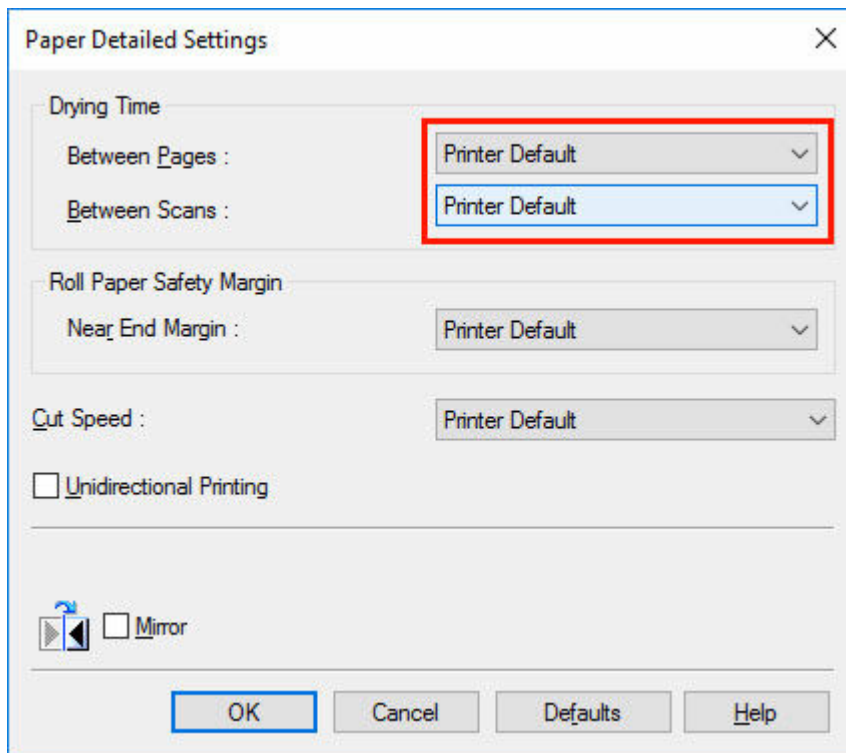 Paper Detailed Settings
Drying Time
Between Pages : Printer Default
Between Scans : Printer Default
Roll Paper Safety Margin
Near End Margin : Printer Default
Cut Speed : Printer Default
Unidirectional Printing
Mirror
OK Cancel Defaults Help